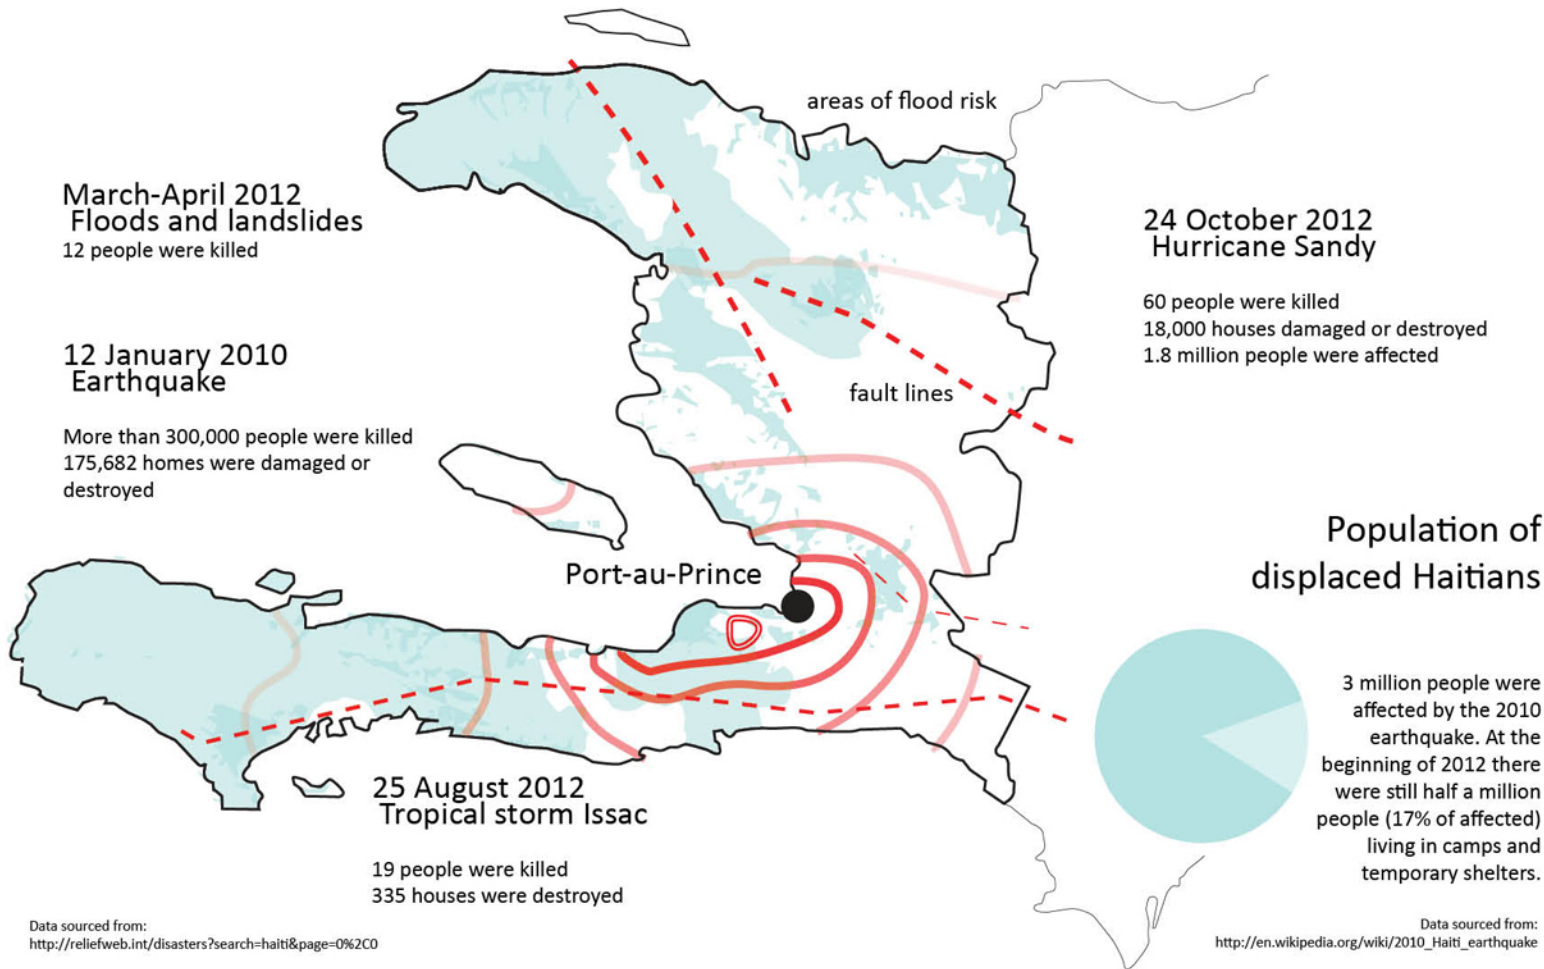 areas of flood risk
March-April 2012
Floods and landslides
12 people were killed
24 October 2012
Hurricane Sandy
60 people were killed
18,000 houses damaged or destroyed
1.8 million people were affected
12 January 2010
Earthquake
More than 300,000 people were killed
175,682 homes were damaged or
destroyed
fault lines
Port-au-Prince
Population of
displaced Haitians
3 million people were
affected by the 2010
earthquake. At the
beginning of 2012 there
were still half a million
people (17% of affected)
living in camps and
temporary shelters.
25 August 2012
Tropical storm Issac
19 people were killed
335 houses were destroyed
Data sourced from:
http://reliefweb.int/disasters?search=haiti&page=0%2C0
Data sourced from:
http://en.wikipedia.org/wiki/2010_Haiti_earthquake